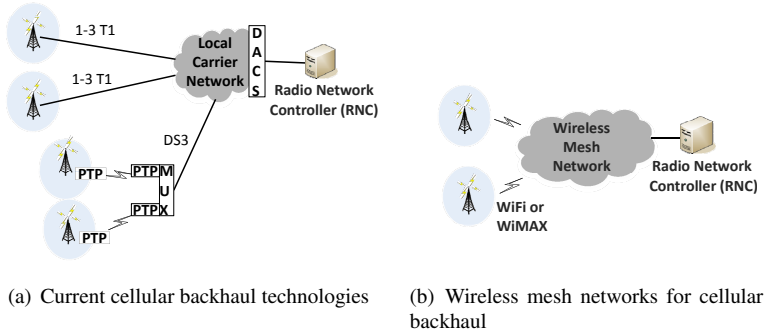 1-3 T1
1-3 T1
Local
Carrier
Network
D
A
C
S
Radio Network
Controller (RNC)
DS3
PTP
PTP
M
U
X
PTP
PTP
(a) Current cellular backhaul technologies
Wireless
Mesh
Network
Radio Network
Controller (RNC)
WiFi or
WiMAX
(b) Wireless mesh networks for cellular
backhaul